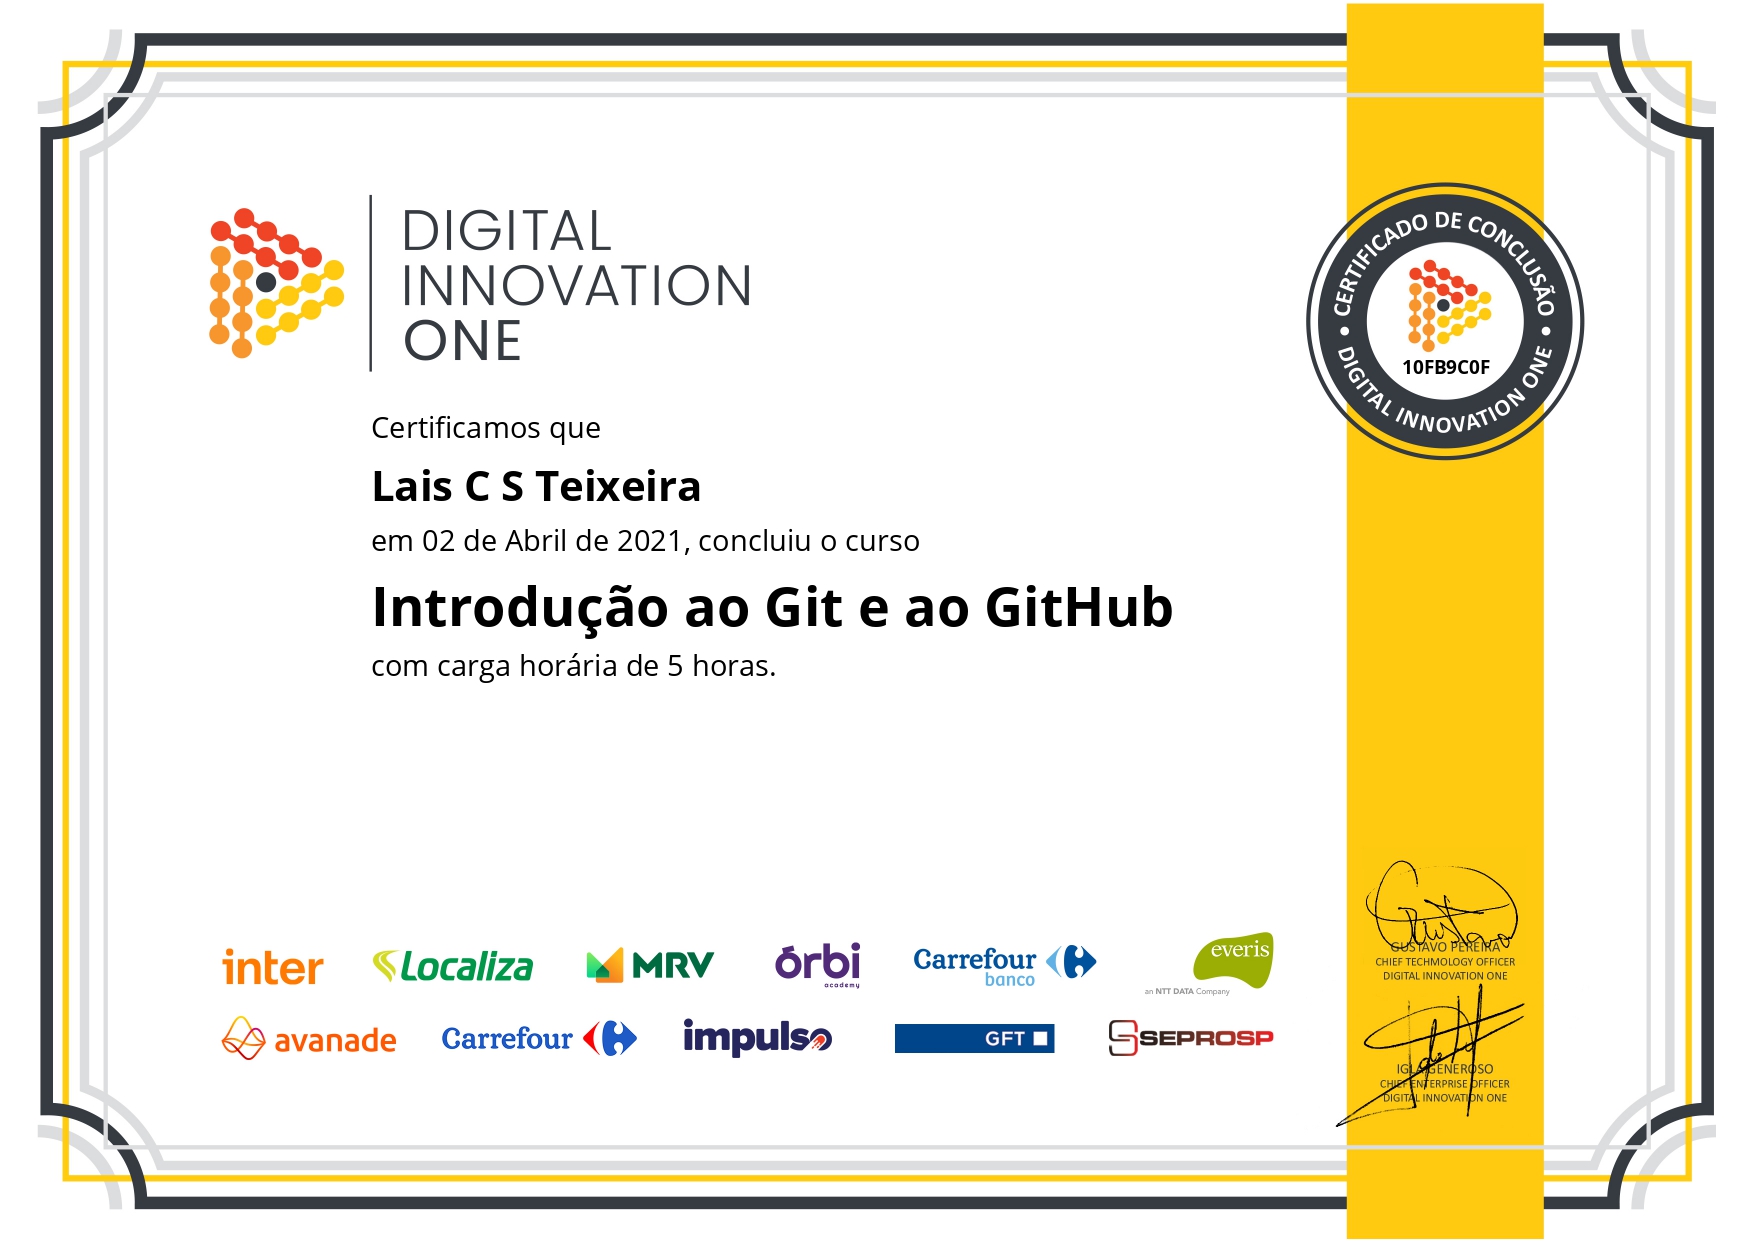 DIGITAL
INNOVATION
ONE
CERTIFICADO DE CONCLUSÃO
10FB9C0F
DIGITAL INNOVATION ONE
Certificamos que
Lais C S Teixeira
em 02 de Abril de 2021, concluiu o curso
Introdução ao Git e ao GitHub
com carga horária de 5 horas.
inter
Localiza
MRV
órbi
academy
Carrefour
banco
everis
an NTT DATA Company
avanade
Carrefour
impulso
GFT
SEPROSP
GUSTAVO PEREIRA
CHIEF TECHNOLOGY OFFICER
DIGITAL INNOVATION ONE
IGLÁ GENEROSO
CHIEF ENTERPRISE OFFICER
DIGITAL INNOVATION ONE